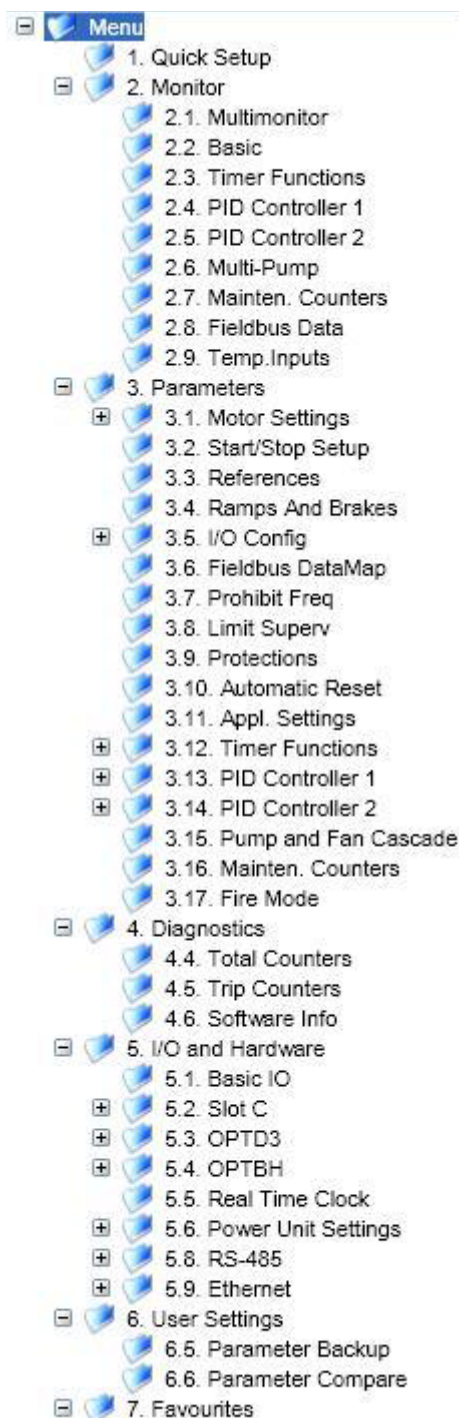 Menu
1. Quick Setup
2. Monitor
2.1. Multimonitor
2.2. Basic
2.3. Timer Functions
2.4. PID Controller 1
2.5. PID Controller 2
2.6. Multi-Pump
2.7. Mainten. Counters
2.8. Fieldbus Data
2.9. Temp.Inputs
3. Parameters
3.1. Motor Settings
3.2. Start/Stop Setup
3.3. References
3.4. Ramps And Brakes
3.5. I/O Config
3.6. Fieldbus DataMap
3.7. Prohibit Freq
3.8. Limit Superv
3.9. Protections
3.10. Automatic Reset
3.11. Appl. Settings
3.12. Timer Functions
3.13. PID Controller 1
3.14. PID Controller 2
3.15. Pump and Fan Cascade
3.16. Mainten. Counters
3.17. Fire Mode
4. Diagnostics
4.4. Total Counters
4.5. Trip Counters
4.6. Software Info
5. I/O and Hardware
5.1. Basic IO
5.2. Slot C
5.3. OPTD3
5.4. OPTBH
5.5. Real Time Clock
5.6. Power Unit Settings
5.8. RS-485
5.9. Ethernet
6. User Settings
6.5. Parameter Backup
6.6. Parameter Compare
7. Favourites